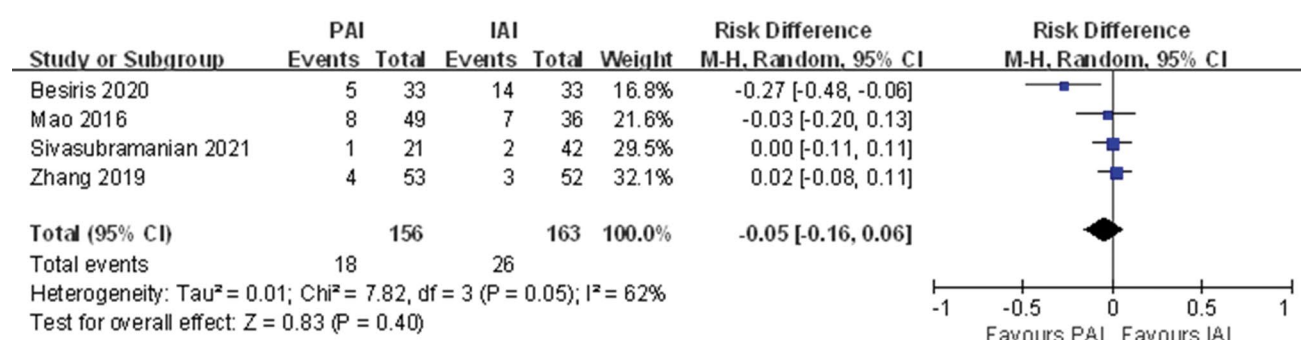 PAI IAI Risk Difference Risk Difference
Study or Subgroup Events Total Events Total Weight M-H, Random, 95% CI M-H, Random, 95% CI
Besiris 2020 5 33 14 33 16.8% -0.27 [-0.48, -0.06]
Mao 2016 8 49 7 36 21.6% -0.03 [-0.20, 0.13]
Sivasubramanian 2021 1 21 2 42 29.5% 0.00 [-0.11, 0.11]
Zhang 2019 4 53 3 52 32.1% 0.02 [-0.08, 0.11]
Total (95% CI) 156 163 100.0% -0.05 [-0.16, 0.06]
Total events 18 26
Heterogeneity: Tau² = 0.01; Chi² = 7.82, df = 3 (P = 0.05); I² = 62%
Test for overall effect: Z = 0.83 (P = 0.40)
-1 -0.5 0 0.5 1
Favours PAI Favours IAI